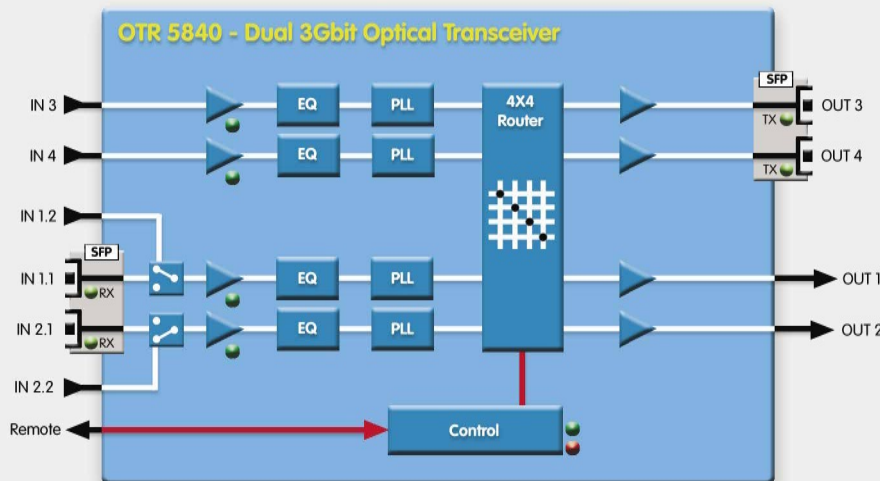 OTR 5840 - Dual 3Gbit Optical Transceiver
SFP
IN 3
EQ
PLL
4X4
Router
OUT 3
TX
IN 4
EQ
PLL
OUT 4
TX
IN 1.2
SFP
IN 1.1
EQ
PLL
OUT 1
RX
IN 2.1
EQ
PLL
OUT 2
RX
IN 2.2
Remote
Control